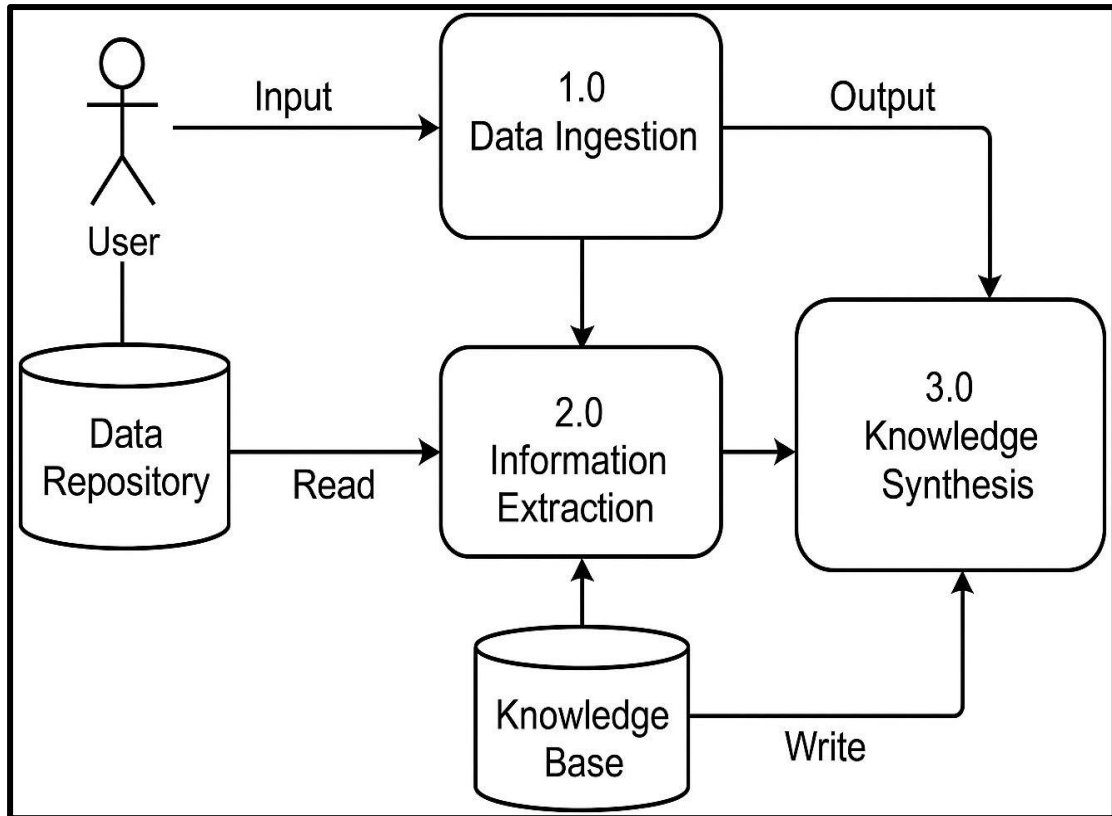 Input
1.0
Data Ingestion
Output
User
Data
Repository
Read
2.0
Information
Extraction
3.0
Knowledge
Synthesis
Knowledge
Base
Write